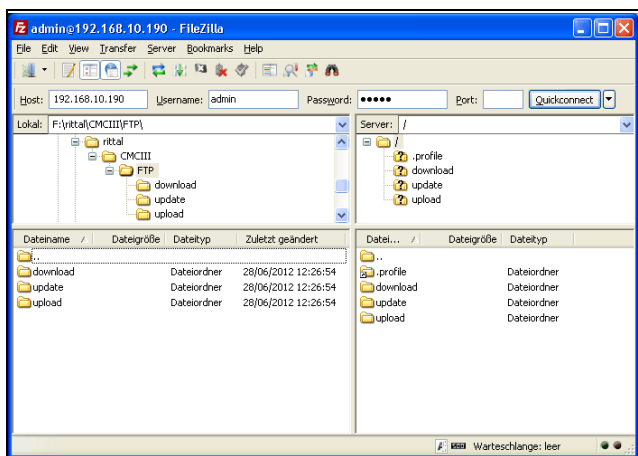 admin@192.168.10.190 - FileZilla
File Edit View Transfer Server Bookmarks Help
Host: 192.168.10.190 Username: admin Password: ●●●●● Port: Quickconnect
Lokal: F:\rittal\CMCIII\FTP\
rittal
CMCIII
FTP
download
update
upload
Server: /
/
.profile
download
update
upload
Dateiname Dateigröße Dateityp Zuletzt geändert
..
download Dateiordner 28/06/2012 12:26:54
update Dateiordner 28/06/2012 12:26:54
upload Dateiordner 28/06/2012 12:26:54
Datei... Dateigröße Dateityp
..
.profile Dateiordner
download Dateiordner
update Dateiordner
upload Dateiordner
Warteschlange: leer